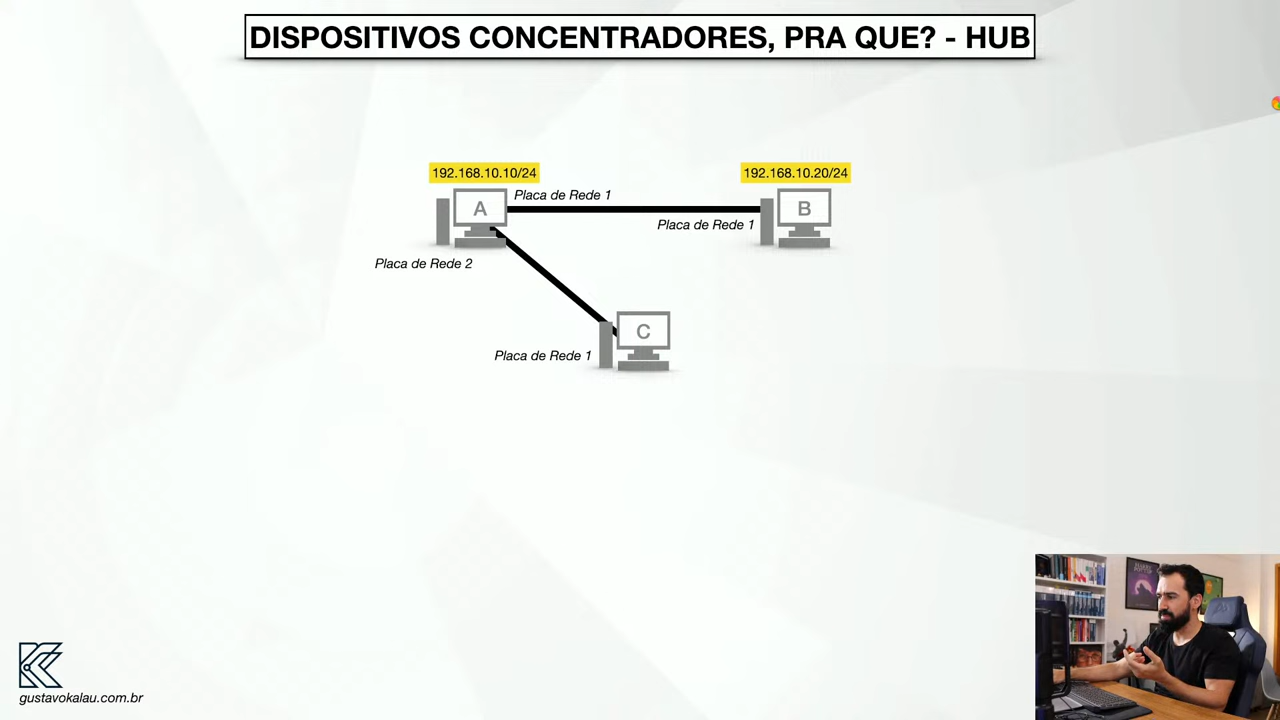 DISPOSITIVOS CONCENTRADORES, PRA QUE? - HUB
192.168.10.10/24
192.168.10.20/24
Placa de Rede 1
A
B
Placa de Rede 1
Placa de Rede 2
C
Placa de Rede 1
gustavokalau.com.br